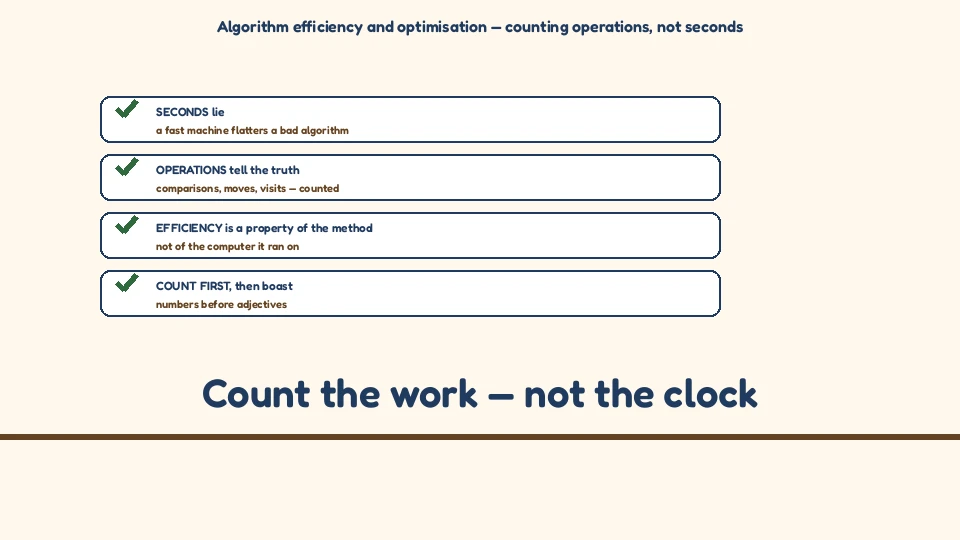 Algorithm efficiency and optimisation — counting operations, not seconds
SECONDS lie
a fast machine flatters a bad algorithm
OPERATIONS tell the truth
comparisons, moves, visits — counted
EFFICIENCY is a property of the method
not of the computer it ran on
COUNT FIRST, then boast
numbers before adjectives
Count the work — not the clock